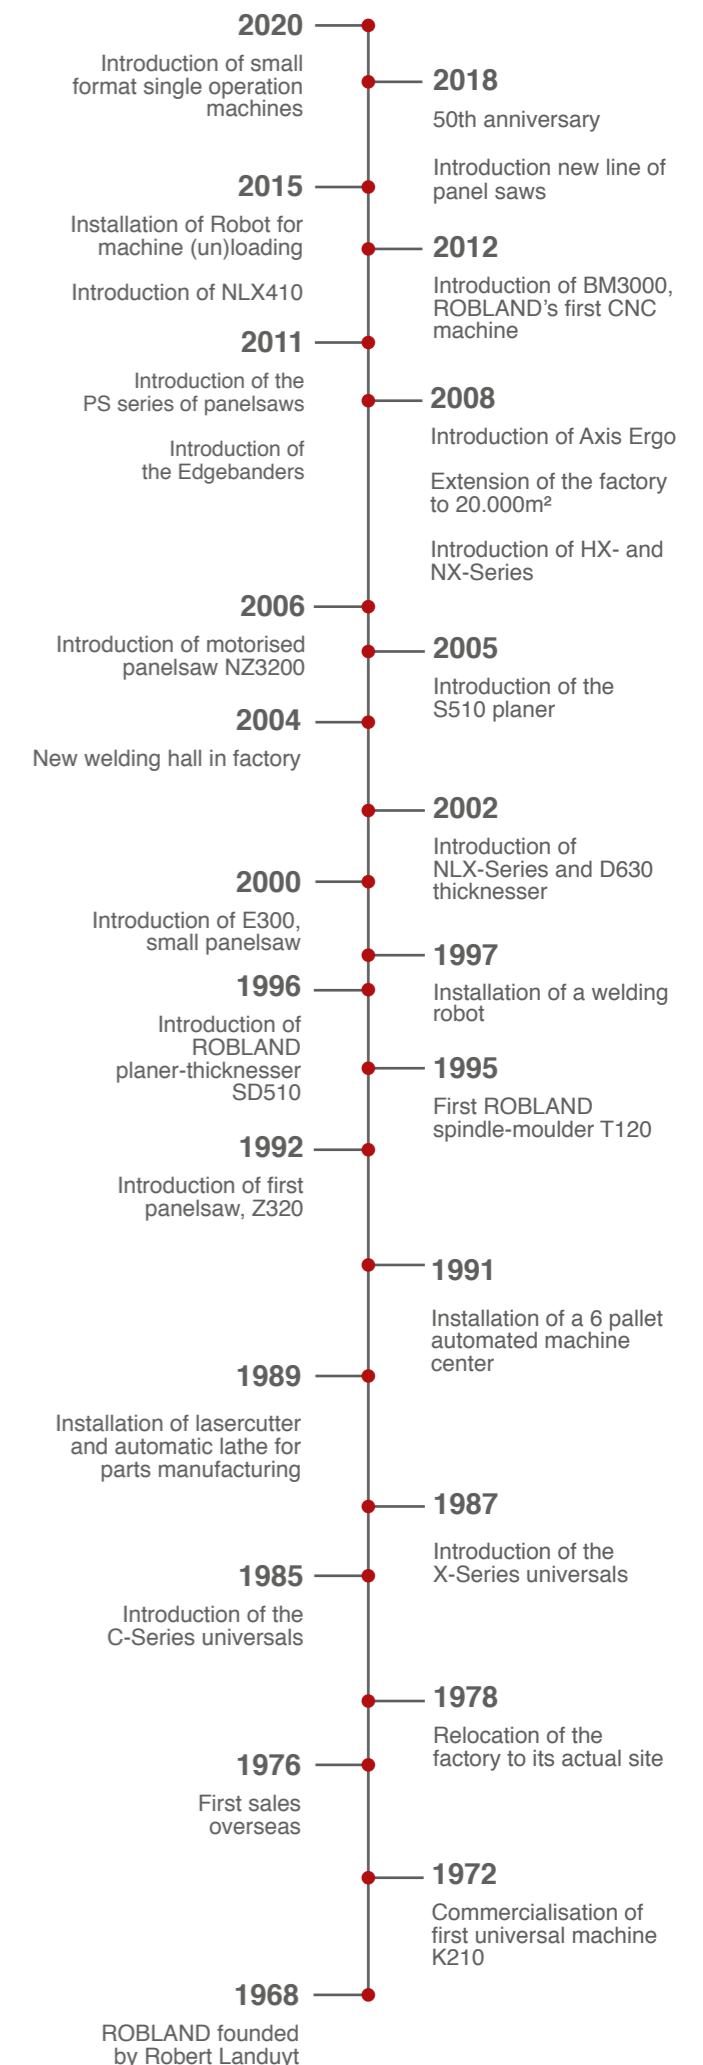 2020
Introduction of small
format single operation
machines
2018
50th anniversary
Introduction new line of
panel saws
2015
Installation of Robot for
machine (un)loading
Introduction of NLX410
2012
Introduction of BM3000,
ROBLAND's first CNC
machine
2011
Introduction of the
PS series of panelsaws
Introduction of
the Edgebanders
2008
Introduction of Axis Ergo
Extension of the factory
to 20.000m²
Introduction of HX- and
NX-Series
2006
Introduction of motorised
panelsaw NZ3200
2005
Introduction of the
S510 planer
2004
New welding hall in factory
2002
Introduction of
NLX-Series and D630
thicknesser
2000
Introduction of E300,
small panelsaw
1997
Installation of a welding
robot
1996
Introduction of
ROBLAND
planer-thicknesser
SD510
1995
First ROBLAND
spindle-moulder T120
1992
Introduction of first
panelsaw, Z320
1991
Installation of a 6 pallet
automated machine
center
1989
Installation of lasercutter
and automatic lathe for
parts manufacturing
1987
Introduction of the
X-Series universals
1985
Introduction of the
C-Series universals
1978
Relocation of the
factory to its actual site
1976
First sales
overseas
1972
Commercialisation of
first universal machine
K210
1968
ROBLAND founded
by Robert Landuyt